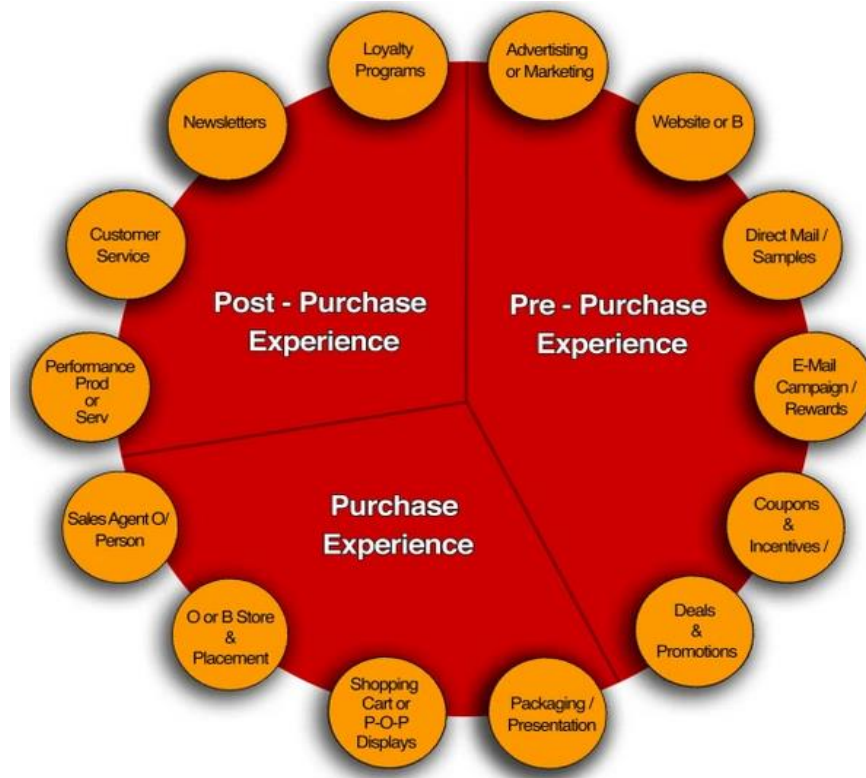 Loyalty
Programs
Advertisting
or Marketing
Newsletters
Website or B
Customer
Service
Direct Mail /
Samples
Post - Purchase
Experience
Pre - Purchase
Experience
Performance
Prod
or
Serv
E-Mail
Campaign /
Rewards
Purchase
Experience
Sales Agent O/
Person
Coupons
&
Incentives /
O or B Store
&
Placement
Deals
&
Promotions
Shopping
Cart or
P-O-P
Displays
Packaging /
Presentation